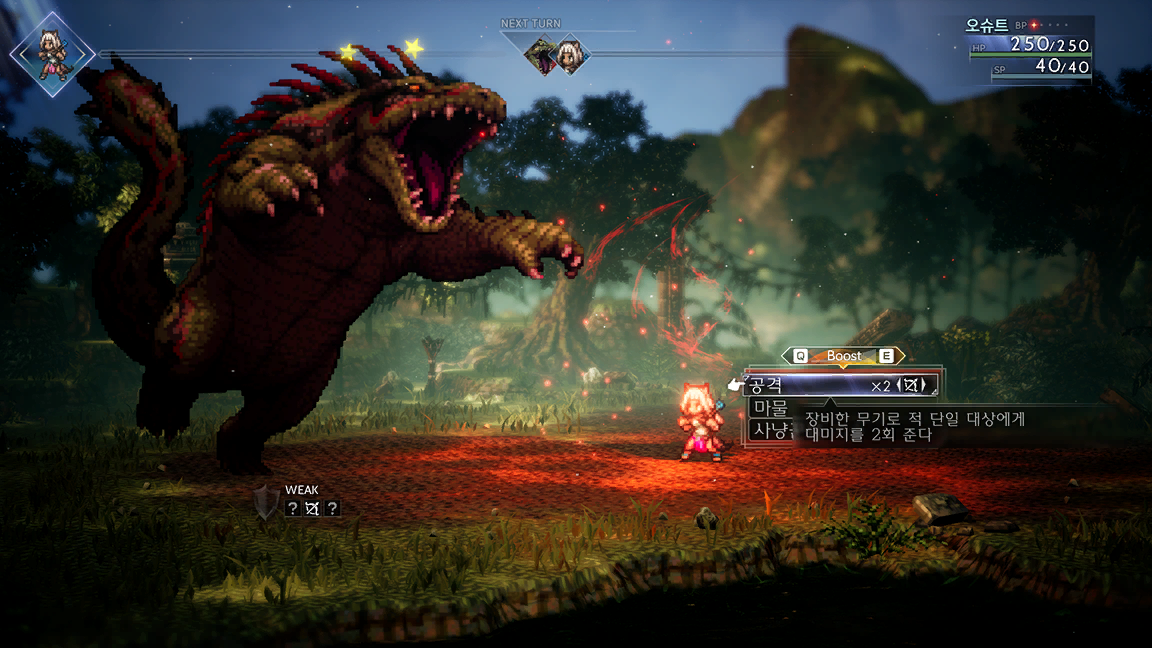 NEXT TURN
오슈트 BP
HP 250/250
SP 40/40
Q Boost E
공격 ×2
마물
사냥
장비한 무기로 적 단일 대상에게
대미지를 2회 준다
WEAK
? ?